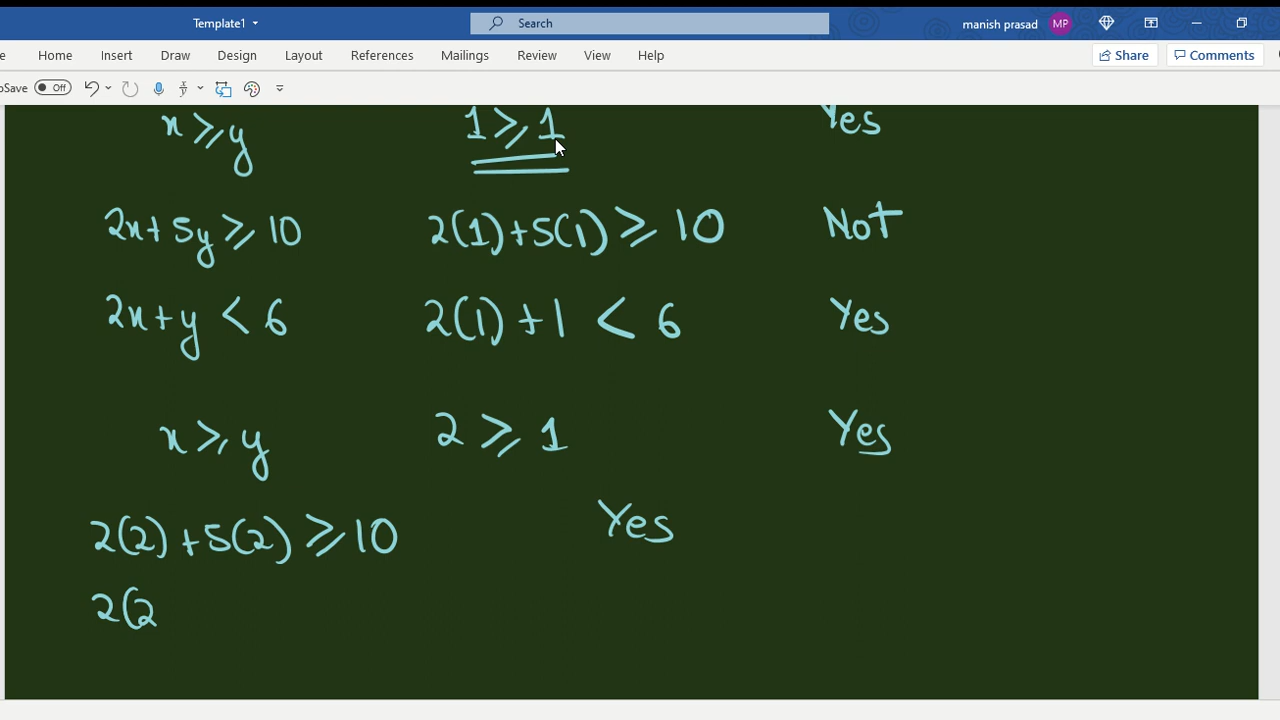 Template1
Search
manish prasad MP
Home Insert Draw Design Layout References Mailings Review View Help Share Comments
oSave Off
x ≥ y 1 ≥ 1 Yes
2x + 5y ≥ 10 2(1) + 5(1) ≥ 10 Not
2x + y < 6 2(1) + 1 < 6 Yes
x ≥ y 2 ≥ 1 Yes
2(2) + 5(2) ≥ 10 Yes
2(2